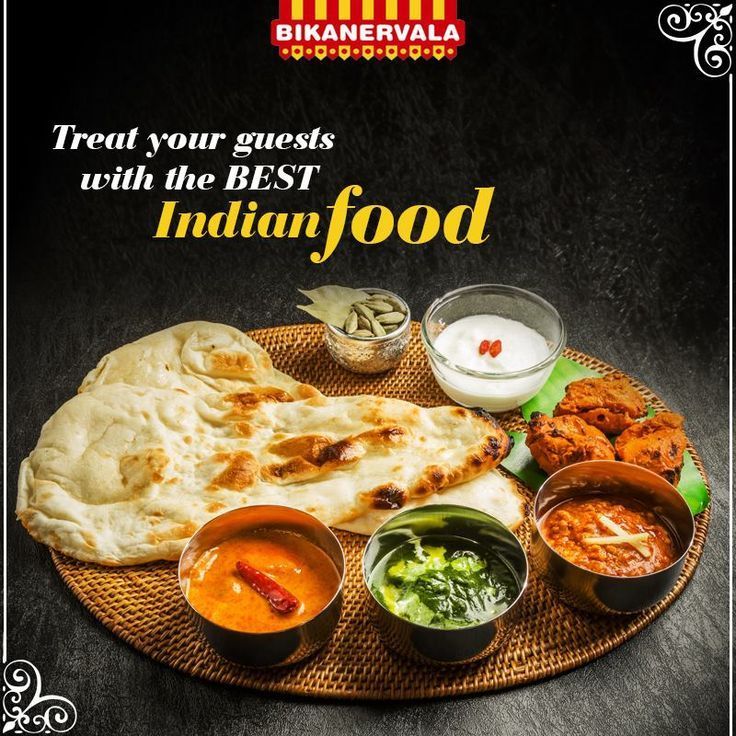 BIKANERVALA
Treat your guests
with the BEST
Indian food